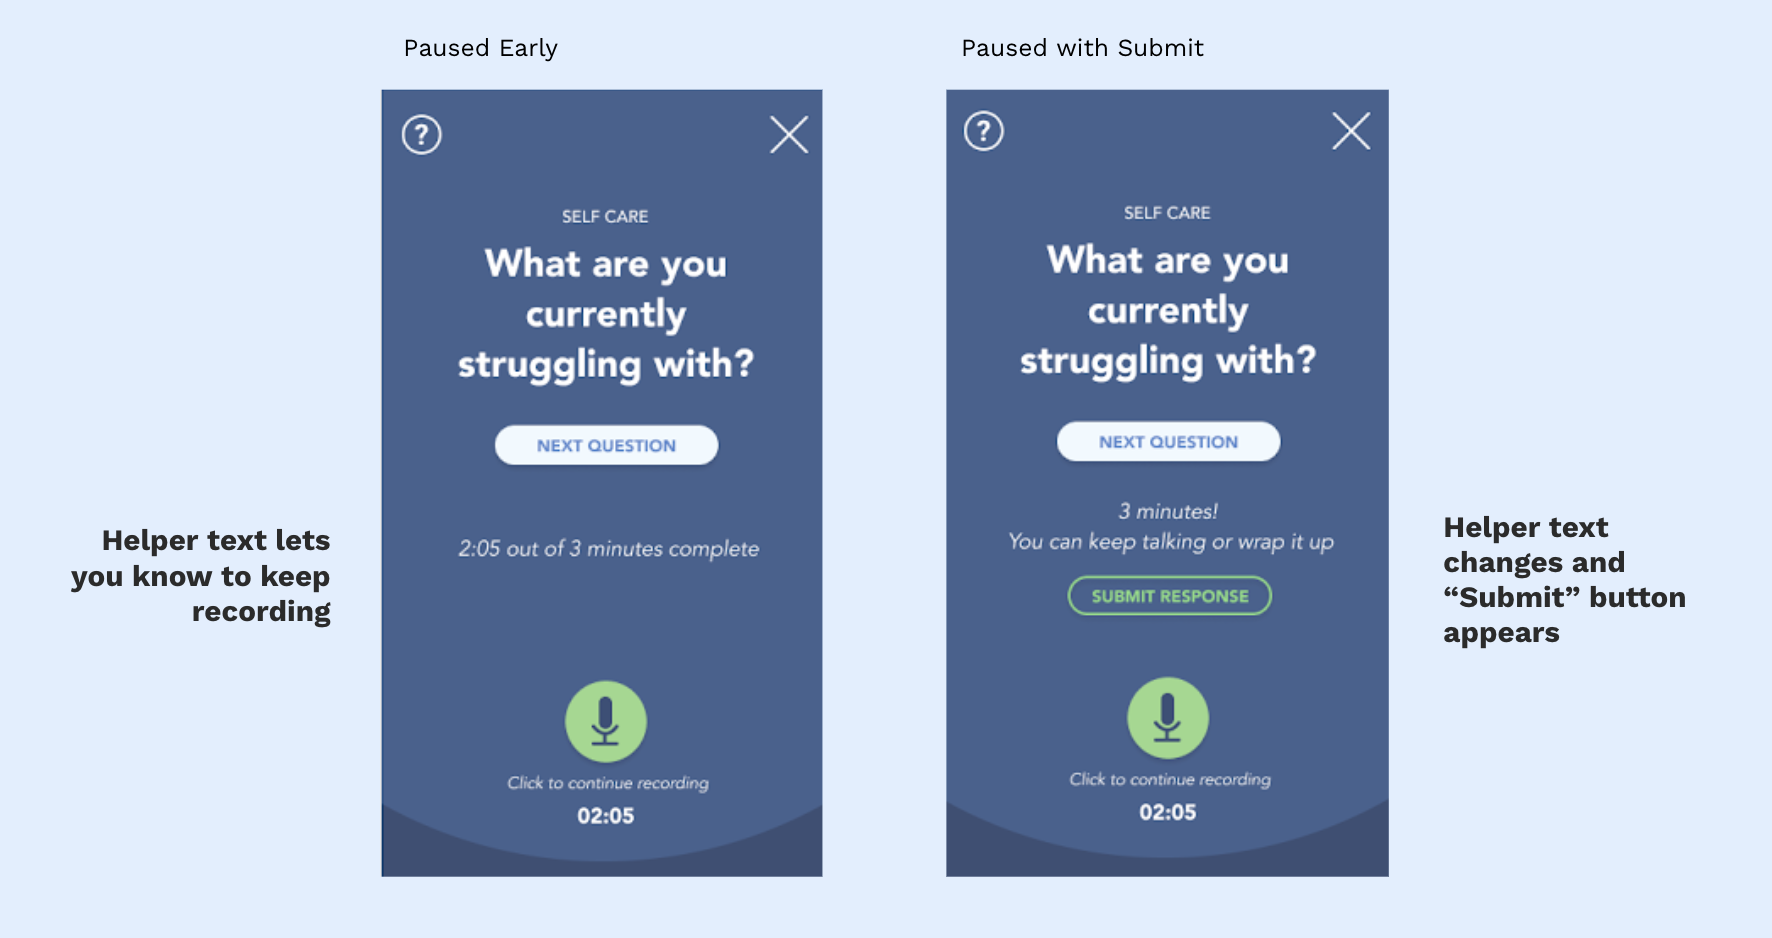 Paused Early
?
SELF CARE
What are you
currently
struggling with?
NEXT QUESTION
2:05 out of 3 minutes complete
Click to continue recording
02:05
Helper text lets
you know to keep
recording
Paused with Submit
?
SELF CARE
What are you
currently
struggling with?
NEXT QUESTION
3 minutes!
You can keep talking or wrap it up
SUBMIT RESPONSE
Click to continue recording
02:05
Helper text
changes and
“Submit” button
appears